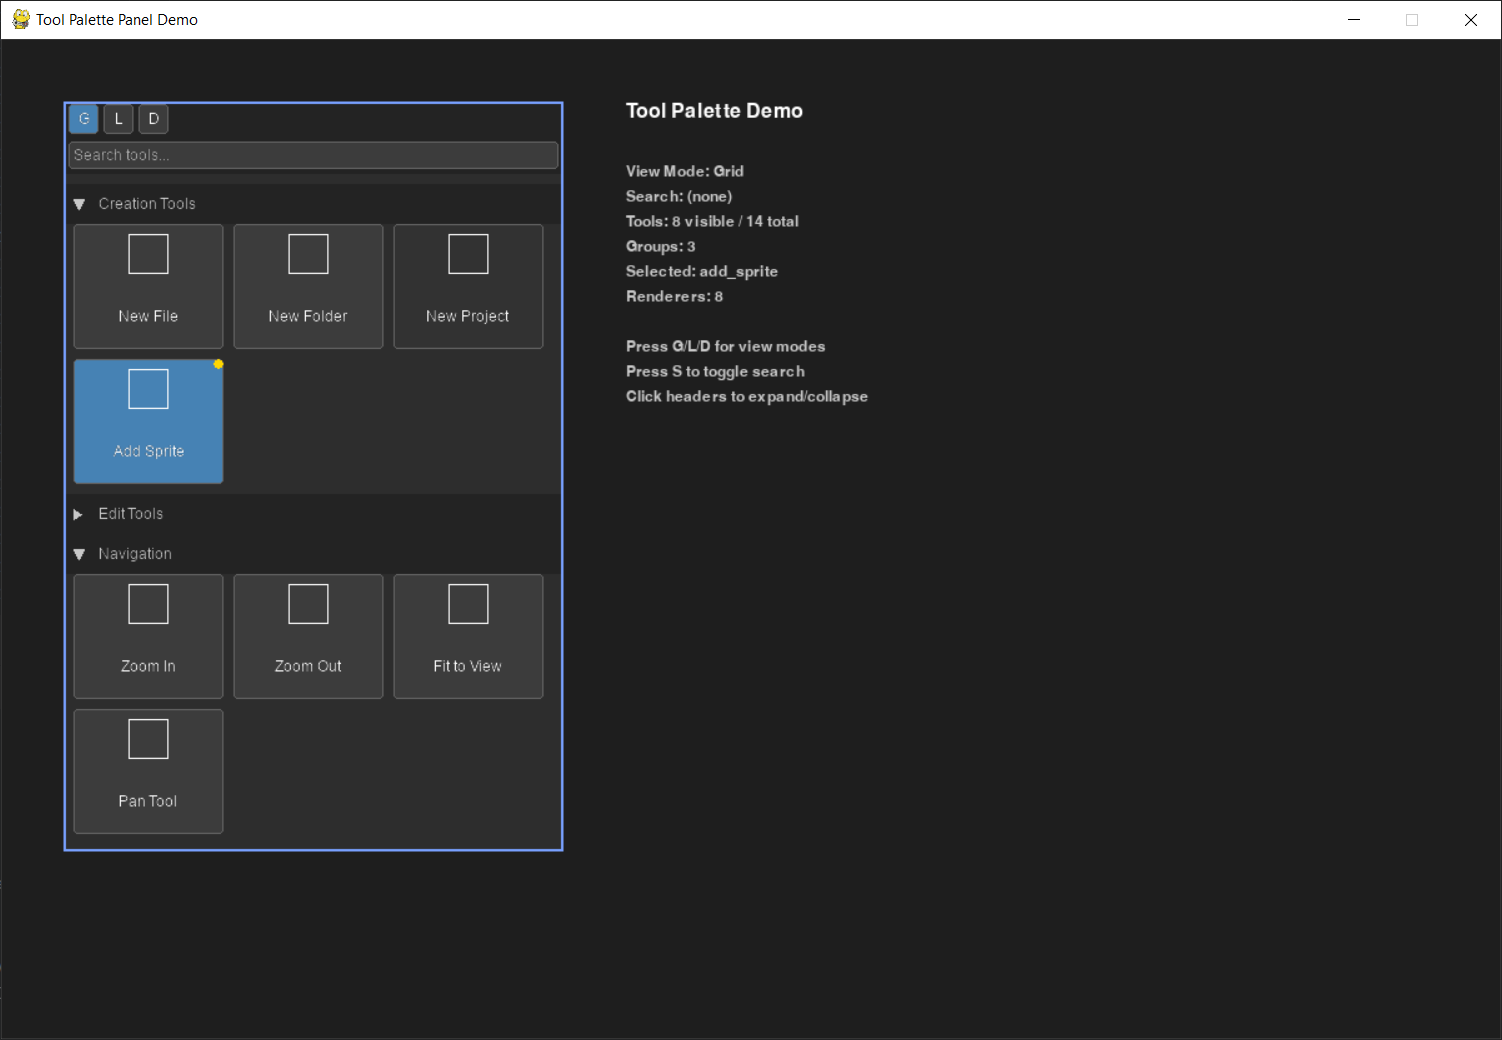 Tool Palette Panel Demo
G L D
Search tools...
Creation Tools
New File New Folder New Project
Add Sprite
Edit Tools
Navigation
Zoom In Zoom Out Fit to View
Pan Tool
Tool Palette Demo
View Mode: Grid
Search: (none)
Tools: 8 visible / 14 total
Groups: 3
Selected: add_sprite
Renderers: 8
Press G/L/D for view modes
Press S to toggle search
Click headers to expand/collapse